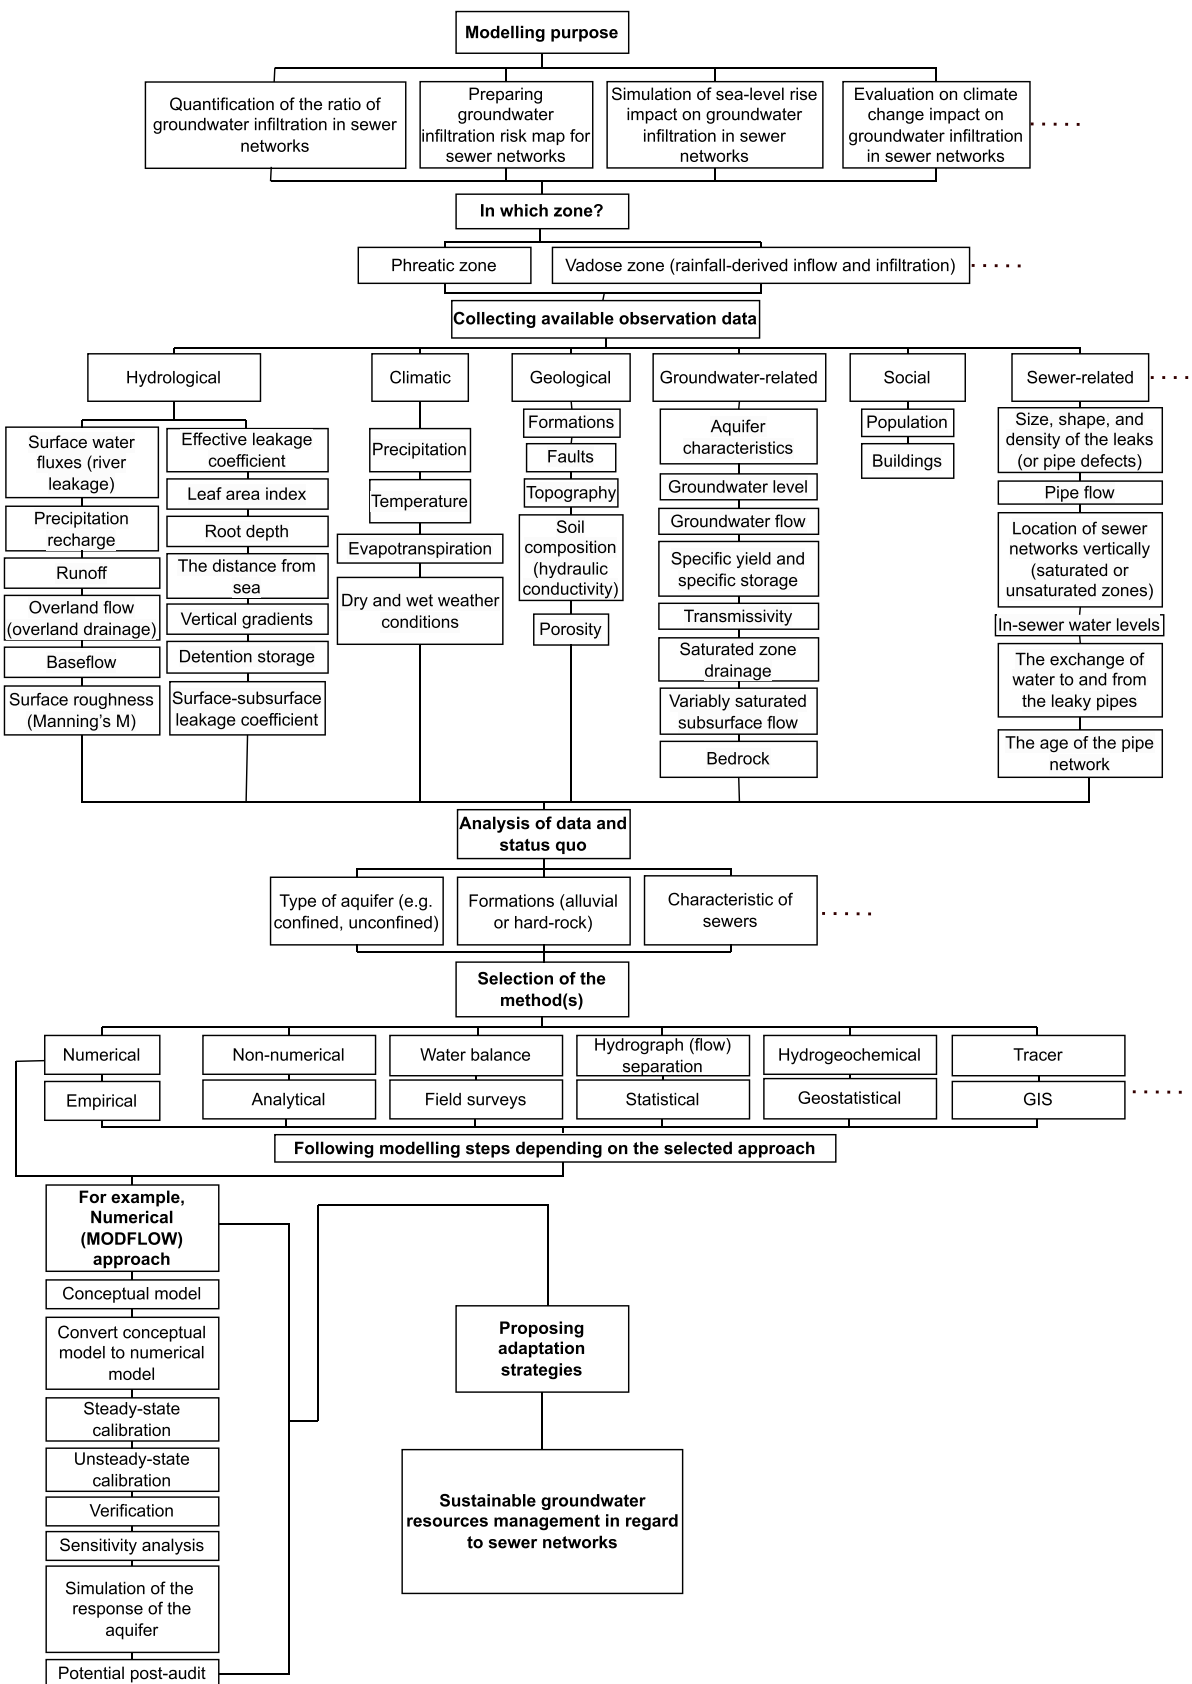 Modelling purpose
Quantification of the ratio of
groundwater infiltration in sewer
networks
Preparing
groundwater
infiltration risk map for
sewer networks
Simulation of sea-level rise
impact on groundwater
infiltration in sewer
networks
Evaluation on climate
change impact on
groundwater infiltration
in sewer networks
.....
In which zone?
Phreatic zone
Vadose zone (rainfall-derived inflow and infiltration)
.....
Collecting available observation data
Hydrological
Climatic
Geological
Groundwater-related
Social
Sewer-related
.....
Surface water
fluxes (river
leakage)
Precipitation
recharge
Runoff
Overland flow
(overland drainage)
Baseflow
Surface roughness
(Manning's M)
Effective leakage
coefficient
Leaf area index
Root depth
The distance from
sea
Vertical gradients
Detention storage
Surface-subsurface
leakage coefficient
Precipitation
Temperature
Evapotranspiration
Dry and wet weather
conditions
Formations
Faults
Topography
Soil
composition
(hydraulic
conductivity)
Porosity
Aquifer
characteristics
Groundwater level
Groundwater flow
Specific yield and
specific storage
Transmissivity
Saturated zone
drainage
Variably saturated
subsurface flow
Bedrock
Population
Buildings
Size, shape, and
density of the leaks
(or pipe defects)
Pipe flow
Location of sewer
networks vertically
(saturated or
unsaturated zones)
In-sewer water levels
The exchange of
water to and from
the leaky pipes
The age of the pipe
network
Analysis of data and
status quo
Type of aquifer (e.g.
confined, unconfined)
Formations (alluvial
or hard-rock)
Characteristic of
sewers
.....
Selection of the
method(s)
Numerical
Non-numerical
Water balance
Hydrograph (flow)
separation
Hydrogeochemical
Tracer
Empirical
Analytical
Field surveys
Statistical
Geostatistical
GIS
.....
Following modelling steps depending on the selected approach
For example,
Numerical
(MODFLOW)
approach
Conceptual model
Convert conceptual
model to numerical
model
Steady-state
calibration
Unsteady-state
calibration
Verification
Sensitivity analysis
Simulation of the
response of the
aquifer
Potential post-audit
Proposing
adaptation
strategies
Sustainable groundwater
resources management in regard
to sewer networks